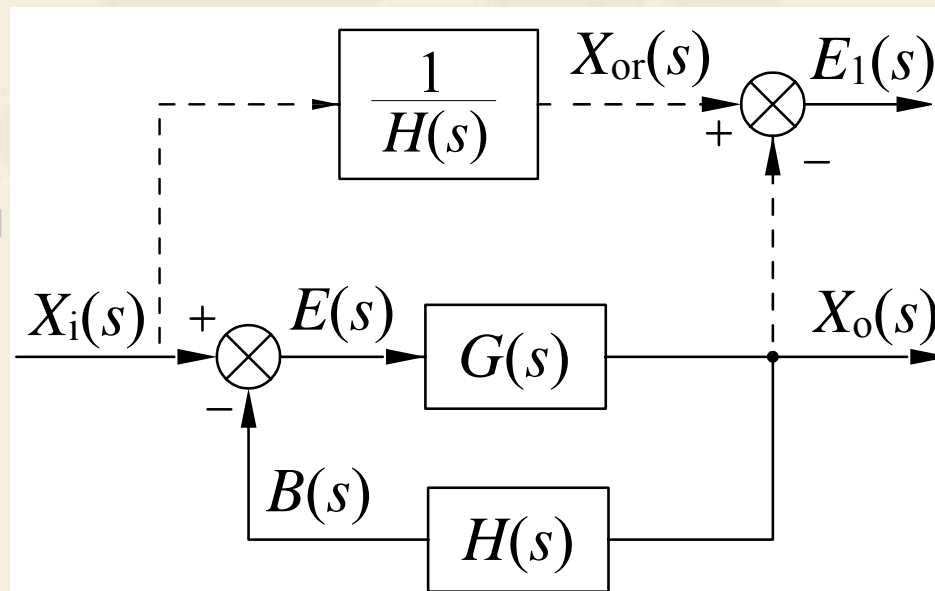 1
H(s)
X_or(s)
E_1(s)
+
−
X_i(s)
+
E(s)
G(s)
X_o(s)
−
B(s)
H(s)